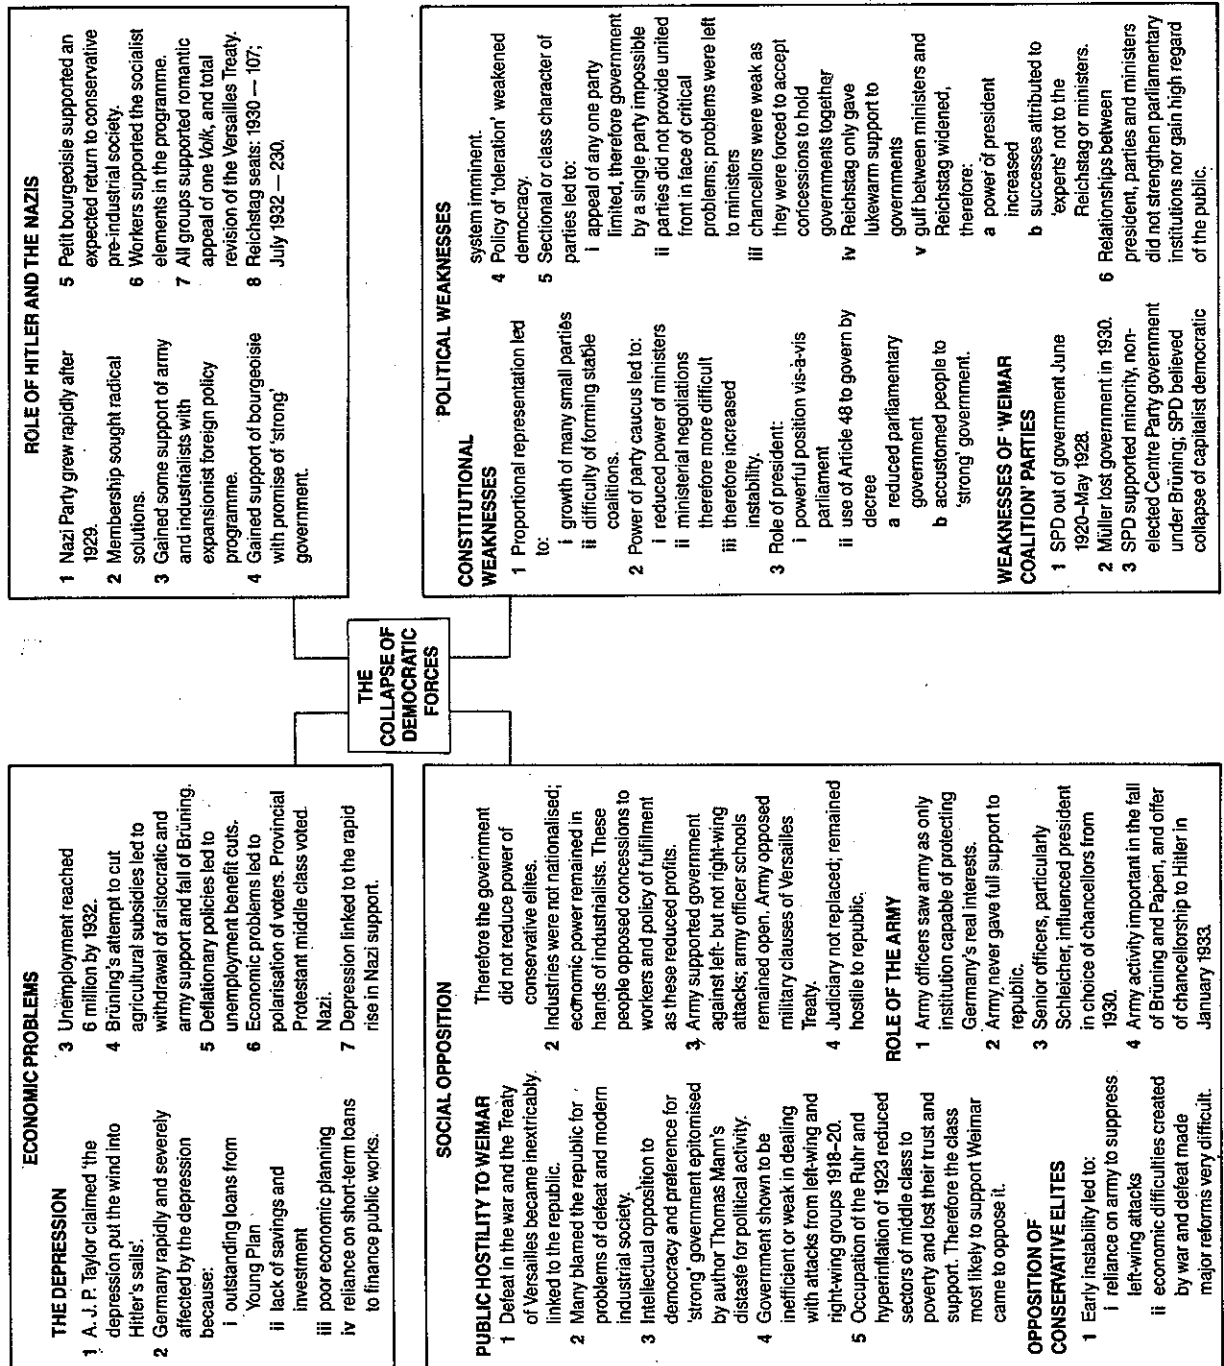 ECONOMIC PROBLEMS
THE DEPRESSION
1 A. J. P. Taylor claimed 'the
depression put the wind into
Hitler's sails'.
2 Germany rapidly and severely
affected by the depression
because:
i outstanding loans from
Young Plan
ii lack of savings and
investment
iii poor economic planning
iv reliance on short-term loans
to finance public works.
3 Unemployment reached
6 million by 1932.
4 Brüning's attempt to cut
agricultural subsidies led to
withdrawal of aristocratic and
army support and fall of Brüning.
5 Deflationary policies led to
unemployment benefit cuts.
6 Economic problems led to
polarisation of voters. Provincial
Protestant middle class voted
Nazi.
7 Depression linked to the rapid
rise in Nazi support.
ROLE OF HITLER AND THE NAZIS
1 Nazi Party grew rapidly after
1929.
2 Membership sought radical
solutions.
3 Gained some support of army
and industrialists with
expansionist foreign policy
programme.
4 Gained support of bourgeoisie
with promise of 'strong'
government.
5 Petit bourgeoisie supported an
expected return to conservative
pre-industrial society.
6 Workers supported the socialist
elements in the programme.
7 All groups supported romantic
appeal of one Volk, and total
revision of the Versailles Treaty.
8 Reichstag seats: 1930 — 107;
July 1932 — 230.
THE
COLLAPSE OF
DEMOCRATIC
FORCES
SOCIAL OPPOSITION
PUBLIC HOSTILITY TO WEIMAR
1 Defeat in the war and the Treaty
of Versailles became inextricably
linked to the republic.
2 Many blamed the republic for
problems of defeat and modern
industrial society.
3 Intellectual opposition to
democracy and preference for
'strong' government epitomised
by author Thomas Mann's
distaste for political activity.
4 Government shown to be
inefficient or weak in dealing
with attacks from left-wing and
right-wing groups 1918–20.
5 Occupation of the Ruhr and
hyperinflation of 1923 reduced
sectors of middle class to
poverty and lost their trust and
support. Therefore the class
most likely to support Weimar
came to oppose it.
OPPOSITION OF
CONSERVATIVE ELITES
1 Early instability led to:
i reliance on army to suppress
left-wing attacks
ii economic difficulties created
by war and defeat made
major reforms very difficult.
Therefore the government
did not reduce power of
conservative elites.
2 Industries were not nationalised;
economic power remained in
hands of industrialists. These
people opposed concessions to
workers and policy of fulfillment
as these reduced profits.
3 Army supported government
against left- but not right-wing
attacks; army officer schools
remained open. Army opposed
military clauses of Versailles
Treaty.
4 Judiciary not replaced; remained
hostile to republic.
ROLE OF THE ARMY
1 Army officers saw army as only
institution capable of protecting
Germany's real interests.
2 Army never gave full support to
republic.
3 Senior officers, particularly
Schleicher, influenced president
in choice of chancellors from
1930.
4 Army activity important in the fall
of Brüning and Papen, and offer
of chancellorship to Hitler in
January 1933.
POLITICAL WEAKNESSES
CONSTITUTIONAL
WEAKNESSES
1 Proportional representation led
to:
i growth of many small parties
ii difficulty of forming stable
coalitions.
2 Power of party caucus led to:
i reduced power of ministers
ii ministerial negotiations
therefore more difficult
iii therefore increased
instability.
3 Role of president:
i powerful position vis-à-vis
parliament
ii use of Article 48 to govern by
decree
a reduced parliamentary
government
b accustomed people to
'strong' government.
WEAKNESSES OF 'WEIMAR
COALITION' PARTIES
1 SPD out of government June
1920–May 1928.
2 Müller lost government in 1930.
3 SPD supported minority, non-
elected Centre Party government
under Brüning; SPD believed
collapse of capitalist democratic
system imminent.
4 Policy of 'toleration' weakened
democracy.
5 Sectional or class character of
parties led to:
i appeal of any one party
limited, therefore government
by a single party impossible
ii parties did not provide united
front in face of critical
problems; problems were left
to ministers
iii chancellors were weak as
they were forced to accept
concessions to hold
governments together
iv Reichstag only gave
lukewarm support to
governments
v gulf between ministers and
Reichstag widened,
therefore:
a power of president
increased
b successes attributed to
'experts' not to the
Reichstag or ministers.
6 Relationships between
president, parties and ministers
did not strengthen parliamentary
institutions nor gain high regard
of the public.